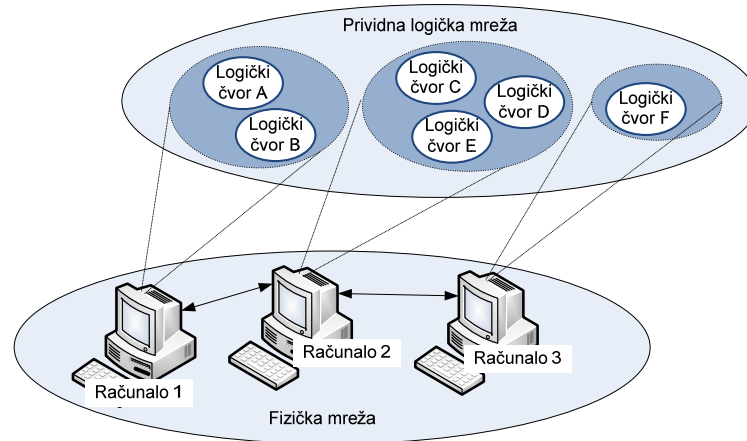 Prividna logička mreža
Logički
čvor A
Logički
čvor B
Logički
čvor C
Logički
čvor D
Logički
čvor E
Logički
čvor F
Računalo 1
Računalo 2
Računalo 3
Fizička mreža